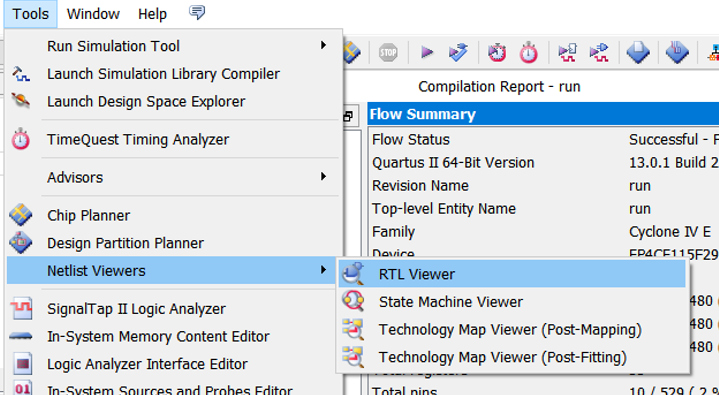 Tools Window Help
Run Simulation Tool
Launch Simulation Library Compiler
Launch Design Space Explorer
TimeQuest Timing Analyzer
Advisors
Chip Planner
Design Partition Planner
Netlist Viewers
SignalTap II Logic Analyzer
In-System Memory Content Editor
Logic Analyzer Interface Editor
In-System Sources and Probes Editor
RTL Viewer
State Machine Viewer
Technology Map Viewer (Post-Mapping)
Technology Map Viewer (Post-Fitting)
STOP
Compilation Report - run
Flow Summary
Flow Status Successful - F
Quartus II 64-Bit Version 13.0.1 Build 2
Revision Name run
Top-level Entity Name run
Family Cyclone IV E
Device EP4CE115F29
480 (
480 (
480 (
Total pins 10 / 529 ( 2 %